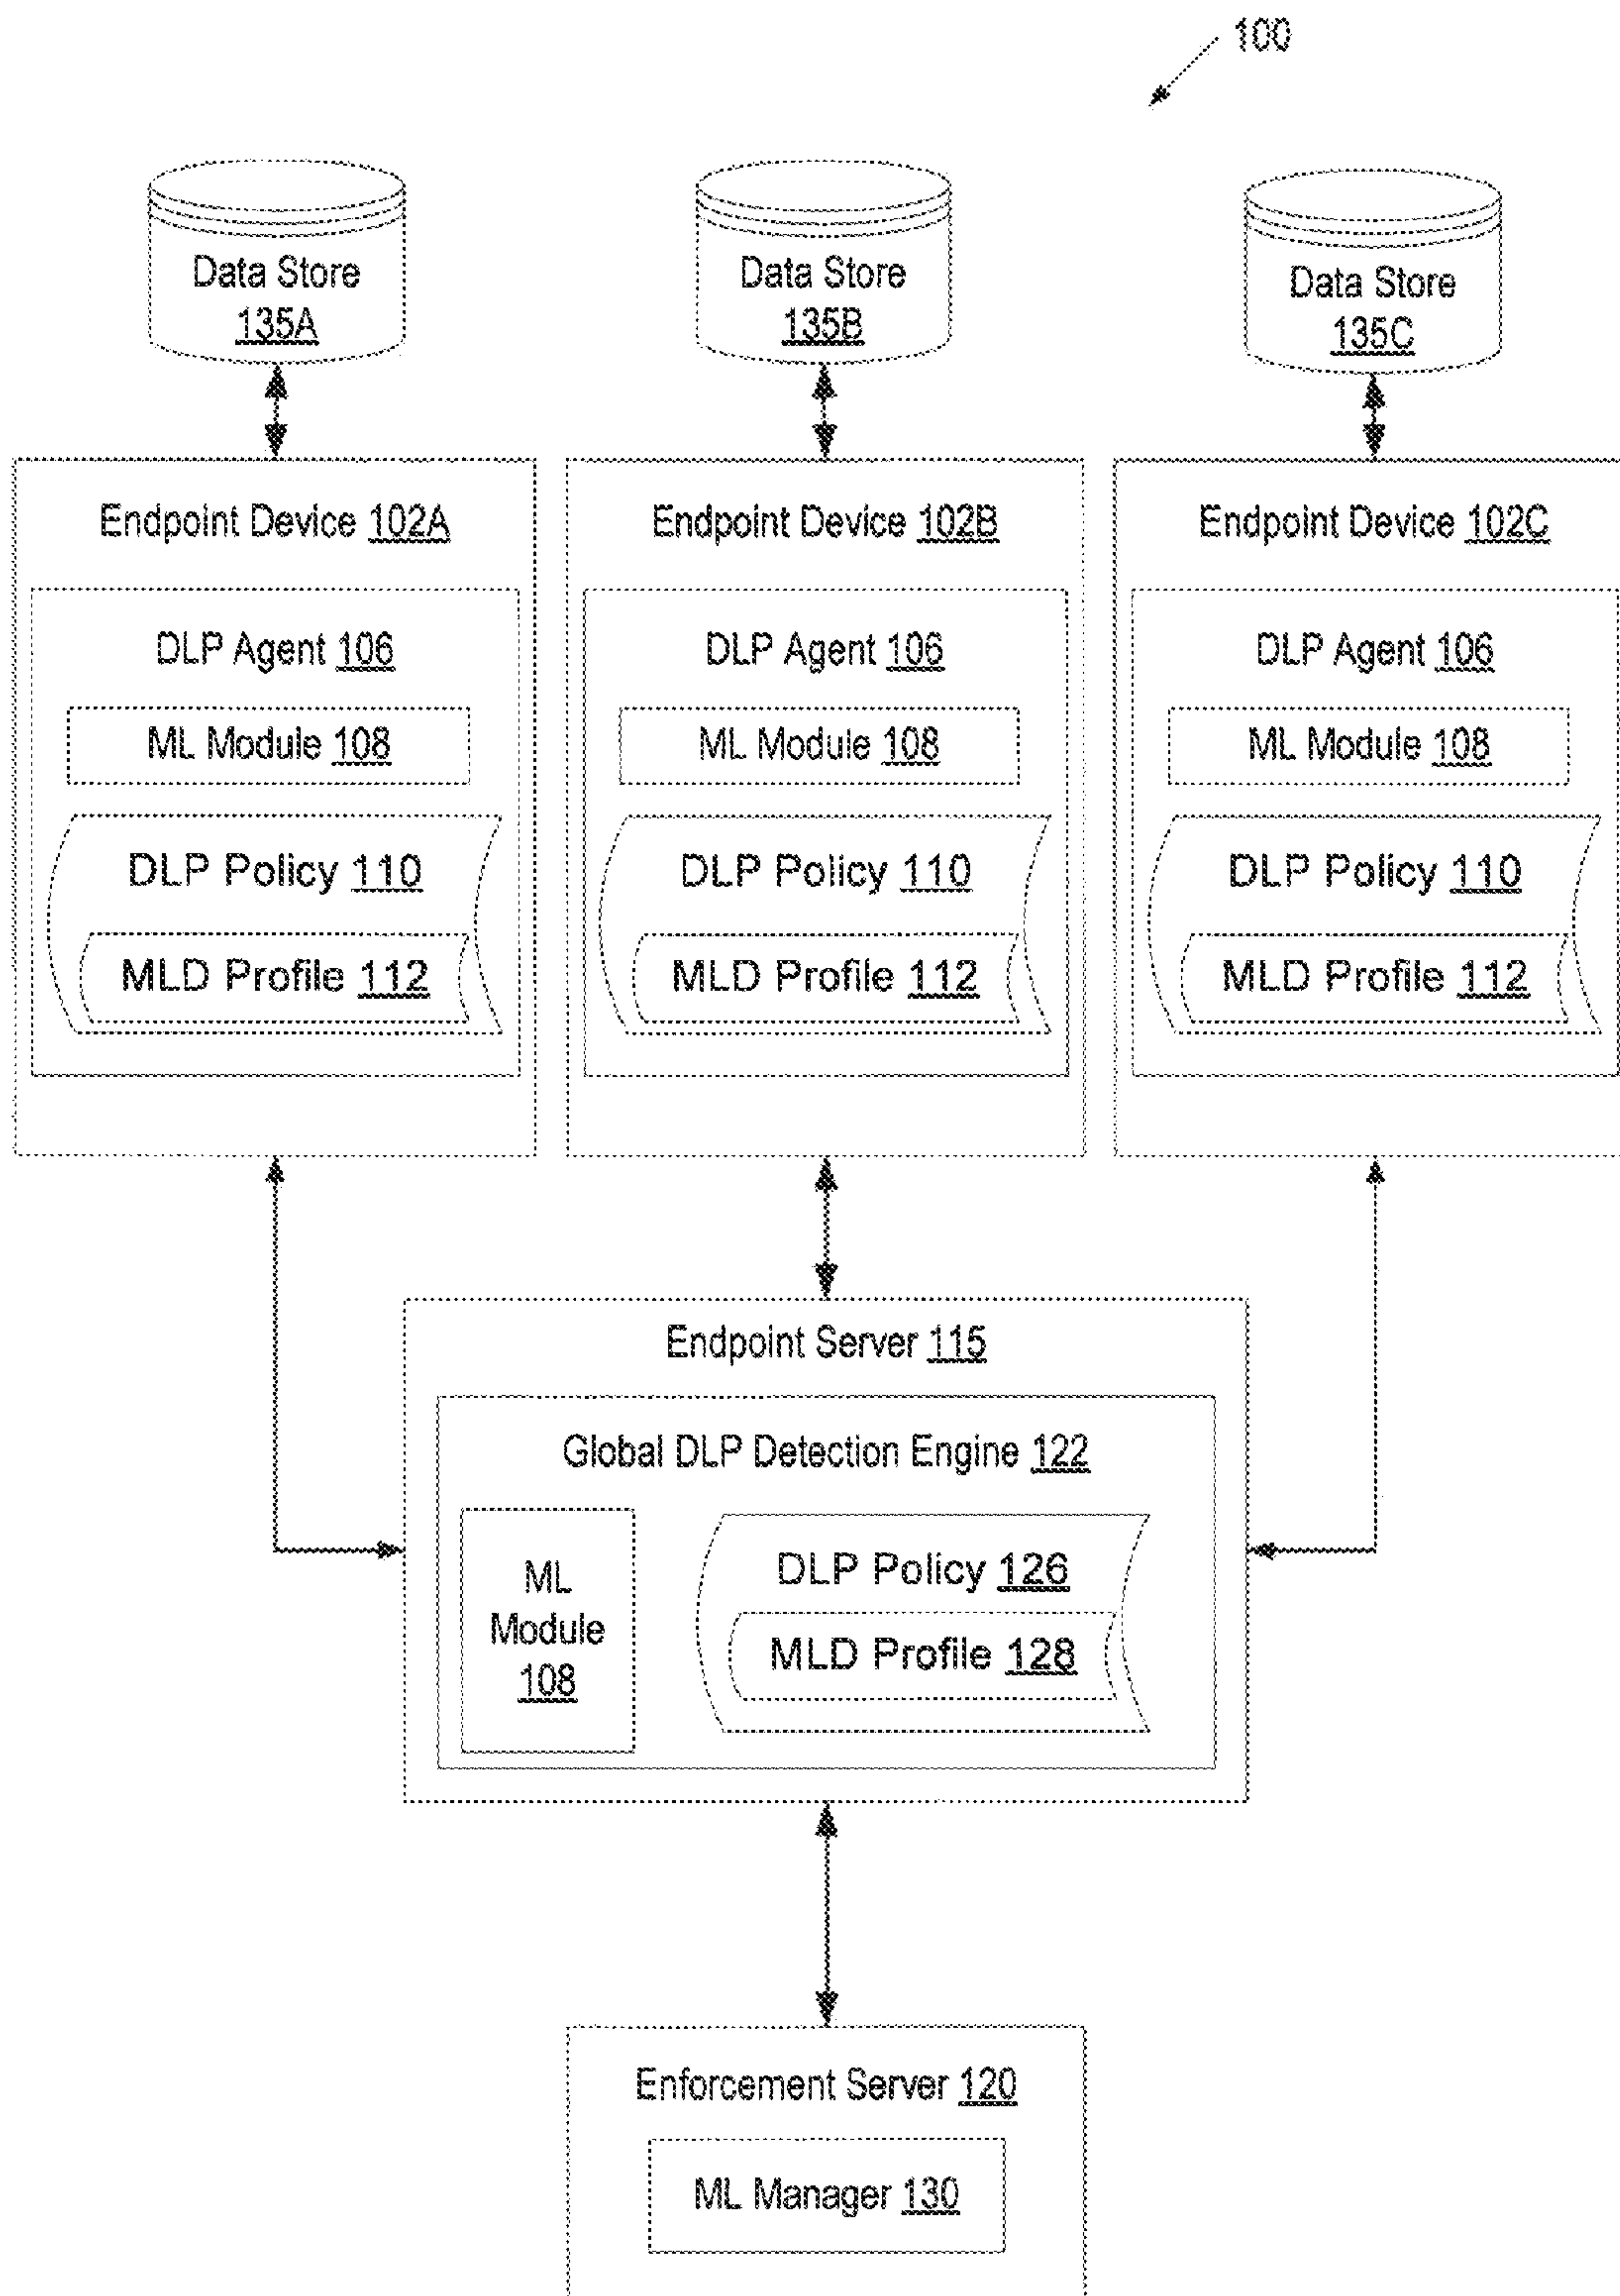 100
Data Store
135A
Data Store
135B
Data Store
135C
Endpoint Device 102A
DLP Agent 106
ML Module 108
DLP Policy 110
MLD Profile 112
Endpoint Device 102B
DLP Agent 106
ML Module 108
DLP Policy 110
MLD Profile 112
Endpoint Device 102C
DLP Agent 106
ML Module 108
DLP Policy 110
MLD Profile 112
Endpoint Server 115
Global DLP Detection Engine 122
ML
Module
108
DLP Policy 126
MLD Profile 128
Enforcement Server 120
ML Manager 130